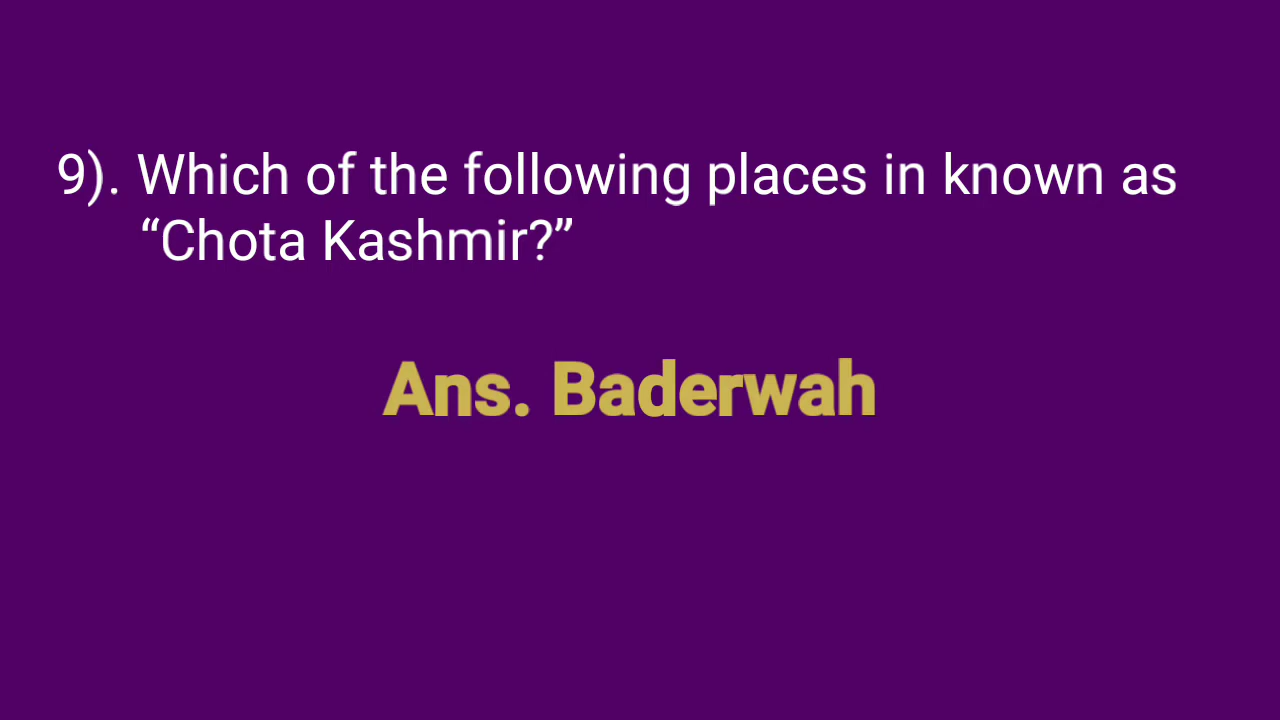 9). Which of the following places in known as
“Chota Kashmir?”
Ans. Baderwah